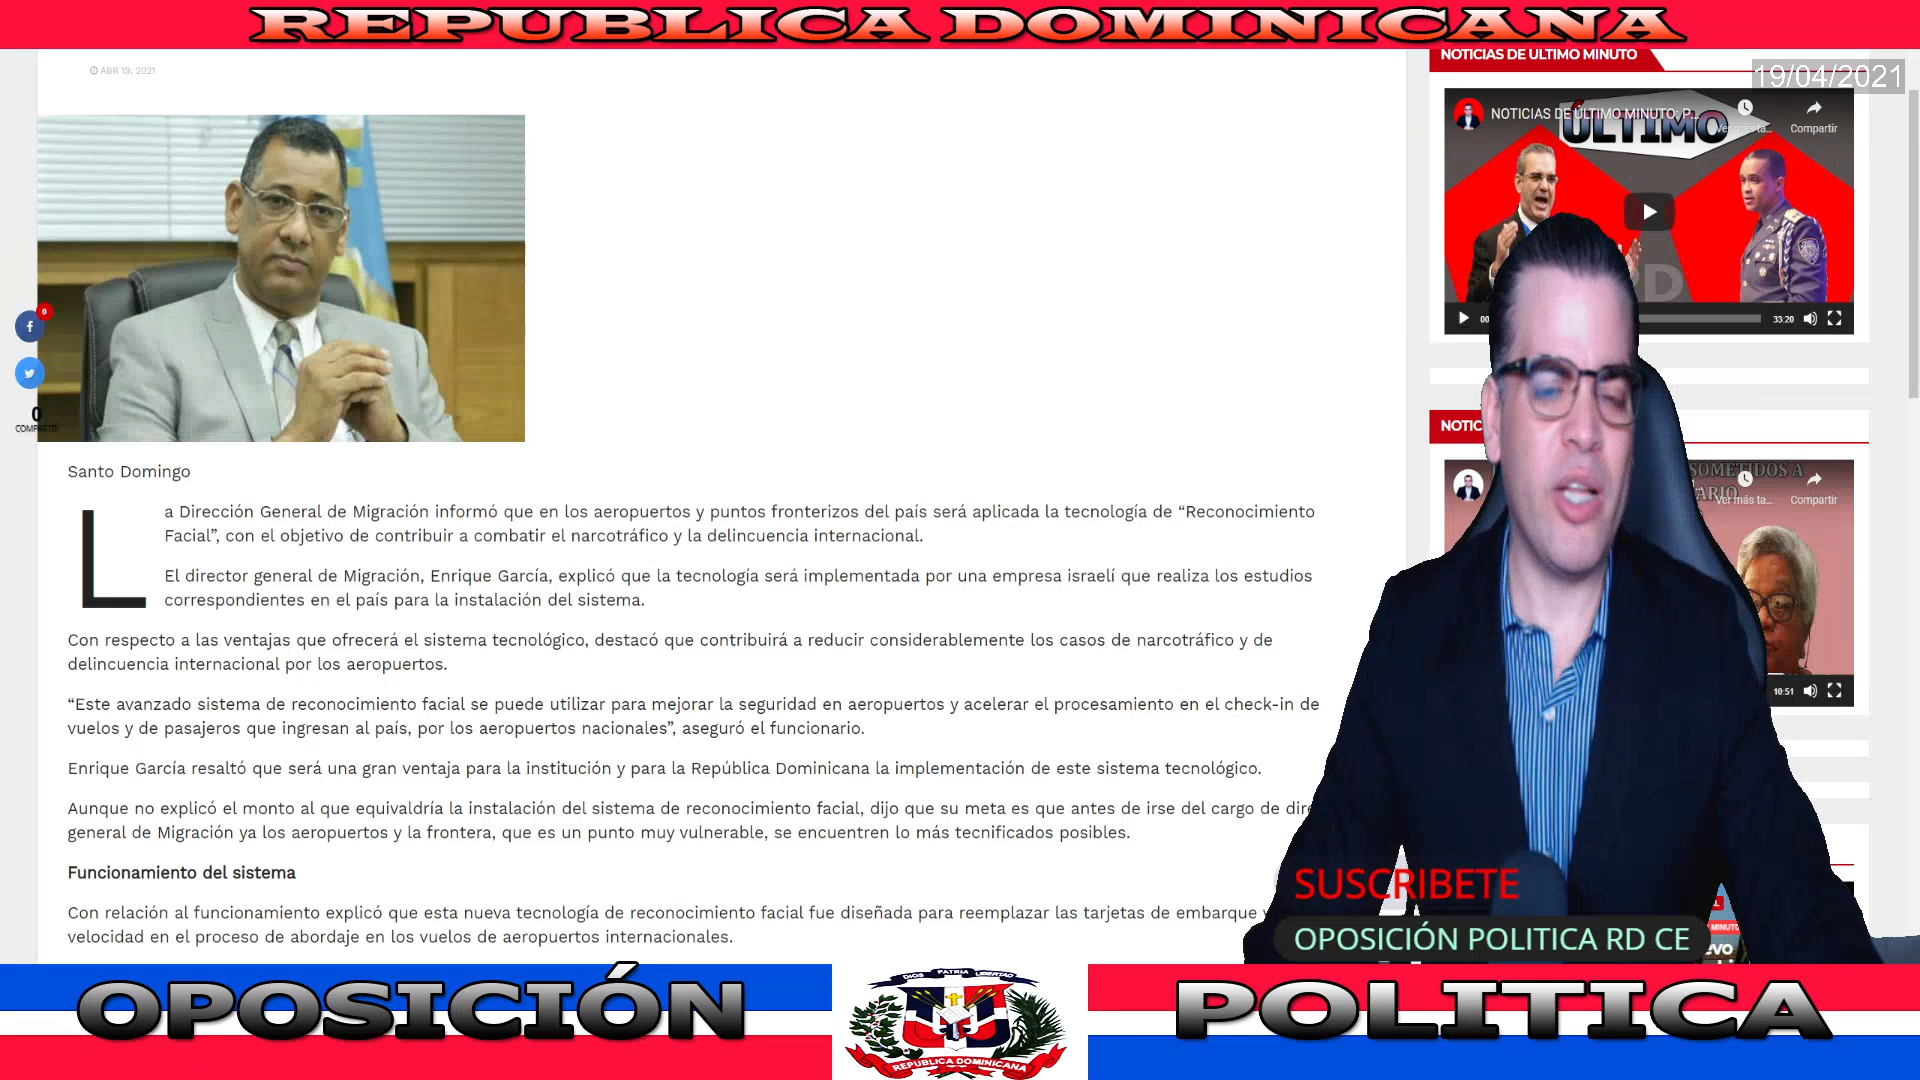 REPUBLICA DOMINICANA
ABR 19, 2021
NOTICIAS DE ULTIMO MINUTO
19/04/2021
NOTICIAS DE ÚLTIMO MINUTO: P...
ÚLTIMO
Ver más ta...
Compartir
33:20
0
0
COMPARTIR
Santo Domingo
La Dirección General de Migración informó que en los aeropuertos y puntos fronterizos del país será aplicada la tecnología de “Reconocimiento
Facial”, con el objetivo de contribuir a combatir el narcotráfico y la delincuencia internacional.
El director general de Migración, Enrique García, explicó que la tecnología será implementada por una empresa israelí que realiza los estudios
correspondientes en el país para la instalación del sistema.
Con respecto a las ventajas que ofrecerá el sistema tecnológico, destacó que contribuirá a reducir considerablemente los casos de narcotráfico y de
delincuencia internacional por los aeropuertos.
“Este avanzado sistema de reconocimiento facial se puede utilizar para mejorar la seguridad en aeropuertos y acelerar el procesamiento en el check-in de
vuelos y de pasajeros que ingresan al país, por los aeropuertos nacionales”, aseguró el funcionario.
Enrique García resaltó que será una gran ventaja para la institución y para la República Dominicana la implementación de este sistema tecnológico.
Aunque no explicó el monto al que equivaldría la instalación del sistema de reconocimiento facial, dijo que su meta es que antes de irse del cargo de dire
general de Migración ya los aeropuertos y la frontera, que es un punto muy vulnerable, se encuentren lo más tecnificados posibles.
Funcionamiento del sistema
Con relación al funcionamiento explicó que esta nueva tecnología de reconocimiento facial fue diseñada para reemplazar las tarjetas de embarque y
velocidad en el proceso de abordaje en los vuelos de aeropuertos internacionales.
NOTIC
SOMETIDOS A
Ver más ta...
Compartir
10:51
SUSCRIBETE
OPOSICIÓN POLITICA RD CE
OPOSICIÓN
DIOS PATRIA LIBERTAD
REPUBLICA DOMINICANA
POLITICA